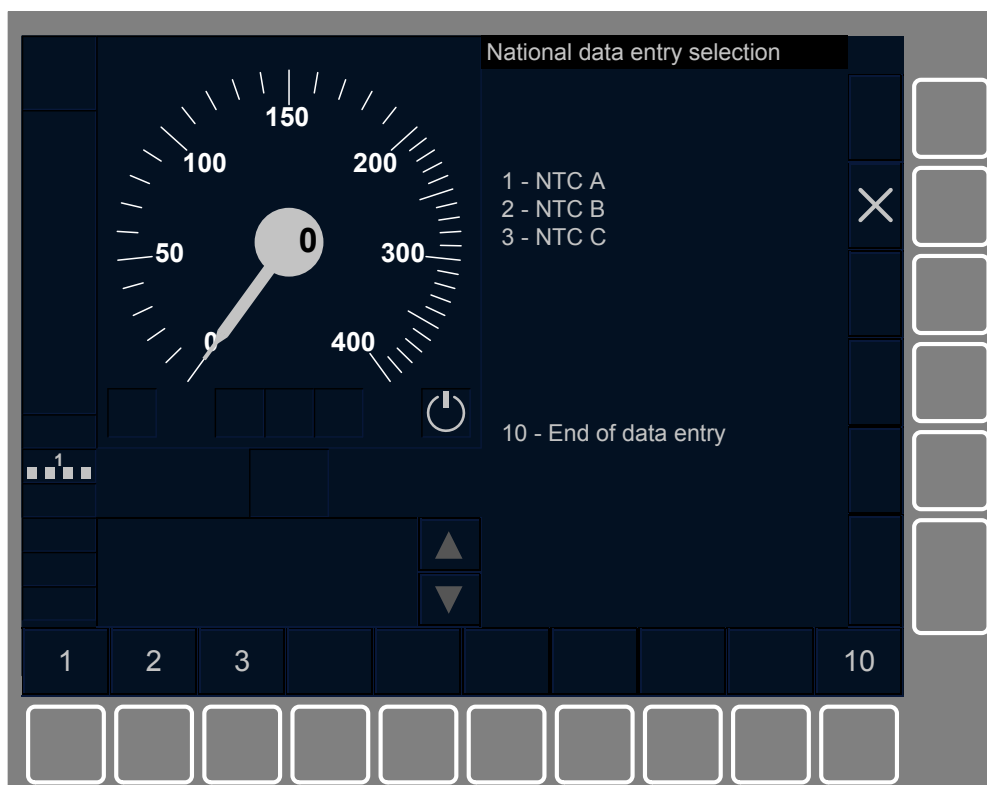 National data entry selection
150
100
200
1 - NTC A
2 - NTC B
3 - NTC C
0
50
300
0
400
10 - End of data entry
1
1
2
3
10